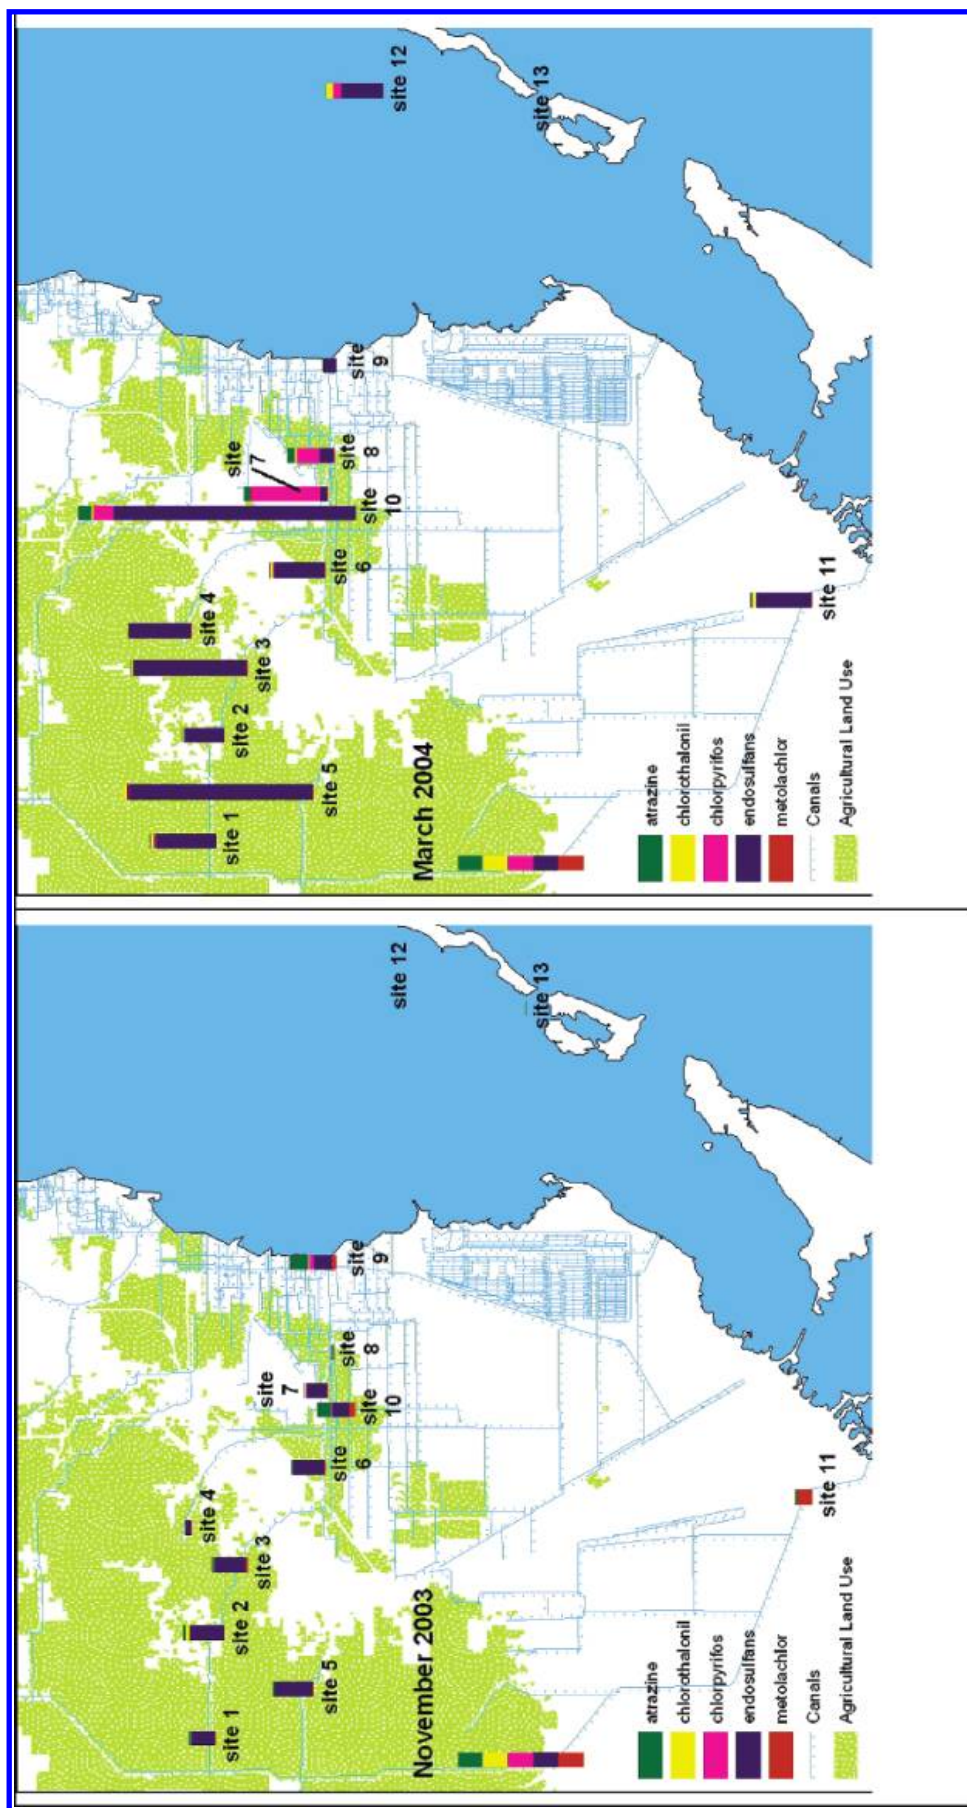 site 12
site 13
site
9
site
8
site
7
site
10
site
6
site 4
site 3
site 2
site 5
site 1
site 11
March 2004
atrazine
chlorothalonil
chlorpyrifos
endosulfans
metolachlor
Canals
Agricultural Land Use
site 12
site 13
site
9
site
8
site
7
site
10
site
6
site 4
site 3
site 2
site 5
site 1
site 11
November 2003
atrazine
chlorothalonil
chlorpyrifos
endosulfans
metolachlor
Canals
Agricultural Land Use